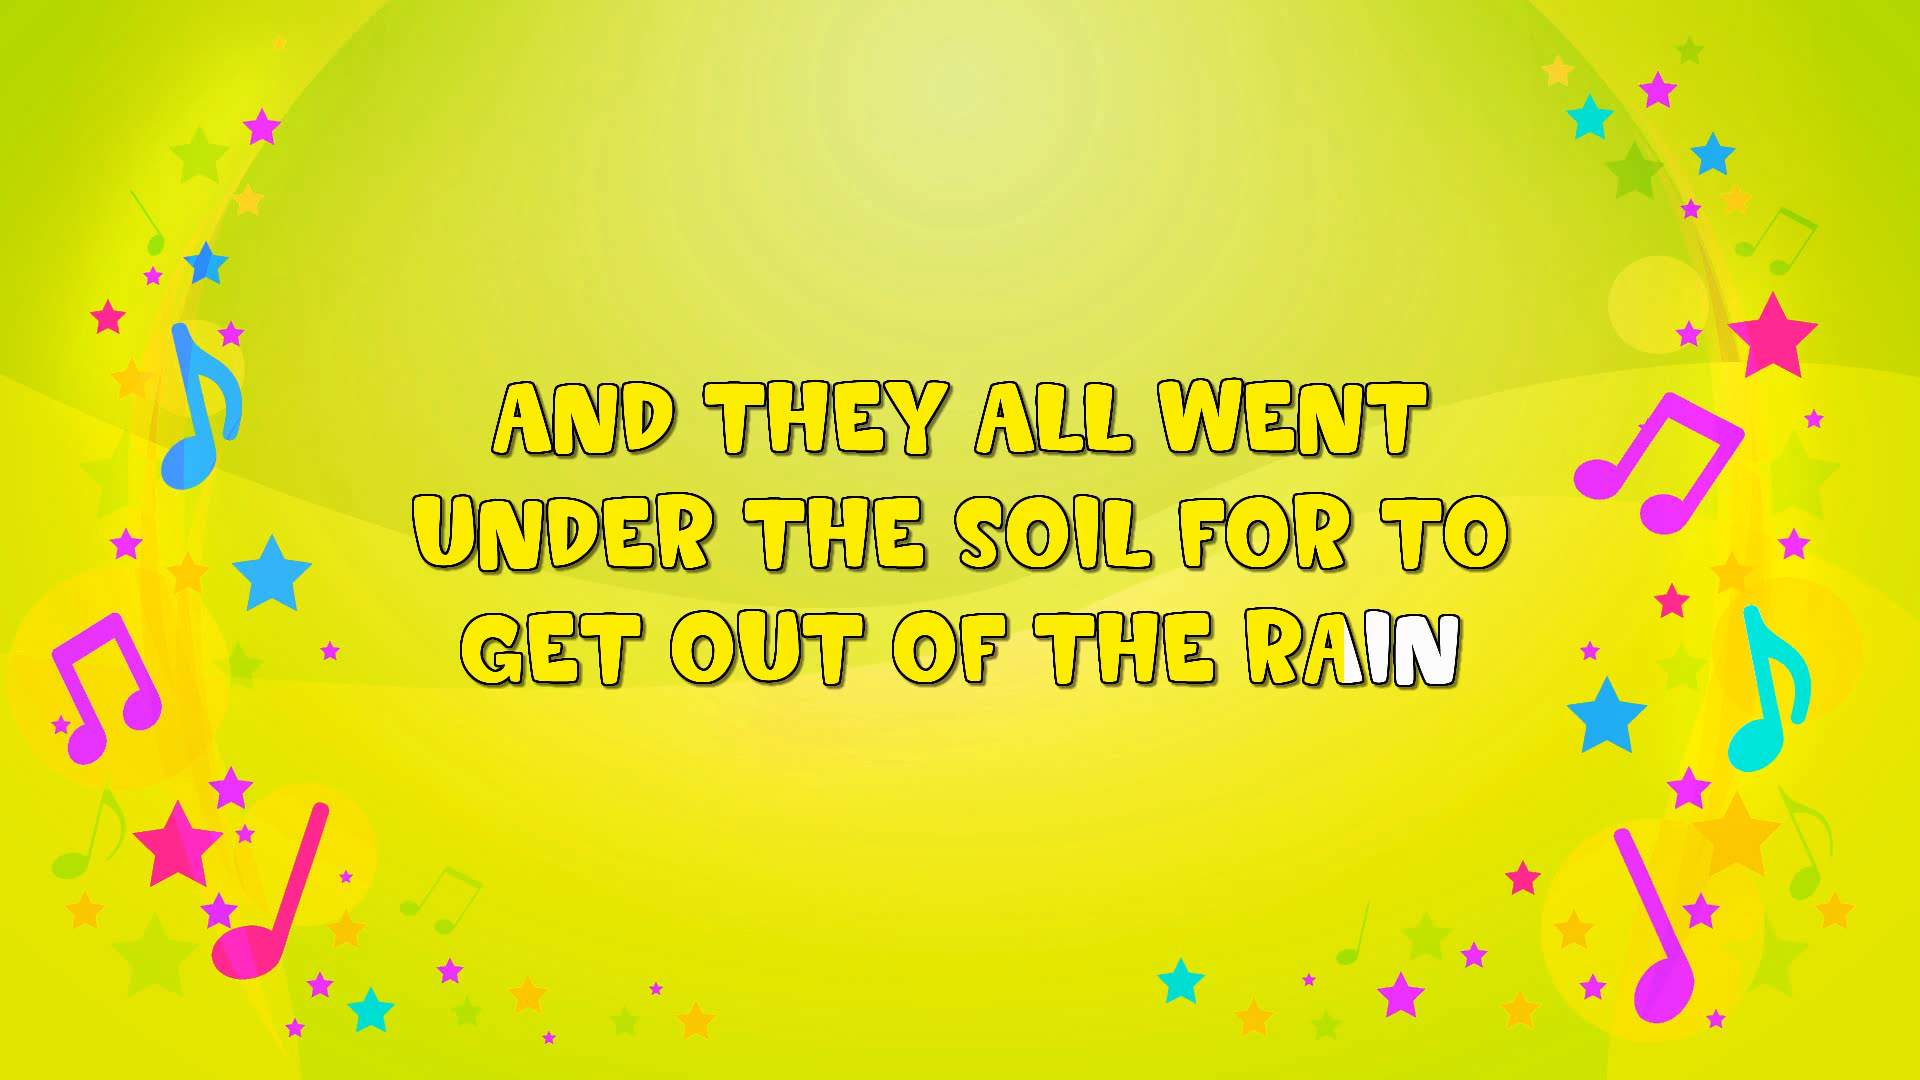 AND THEY ALL WENT
UNDER THE SOIL FOR TO
GET OUT OF THE RAIN